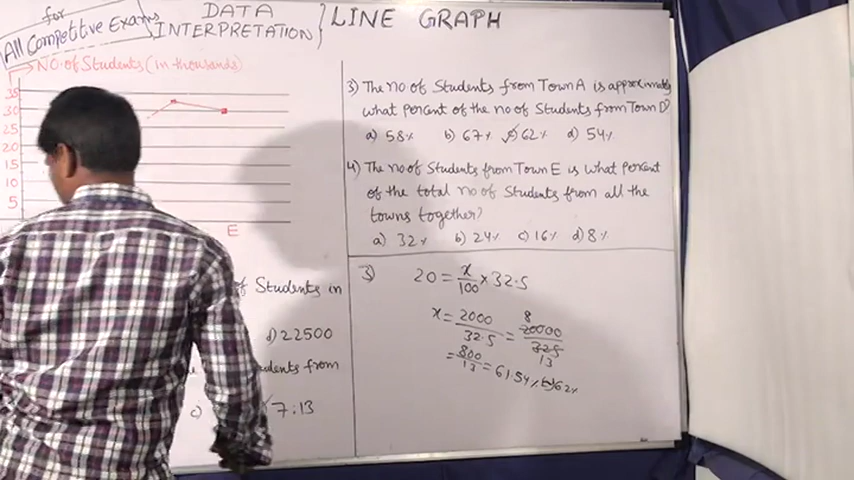 for
All Competitive Exams
DATA
INTERPRETATION
LINE GRAPH
NO. of Students (in thousands)
35
30
25
20
15
10
5
E
of Students in
d) 22500
udents from
c)
7:13
3) The no of Students from Town A is approximately
what percent of the no of Students from Town D?
a) 58% b) 67% c) 62% d) 54%
4) The no of Students from Town E is what percent
of the total no of Students from all the
towns together?
a) 32% b) 24% c) 16% d) 8%
3) 20 = x/100 × 32.5
x = 2000/32.5 = 20000/325
8
13
= 800/13 = 61.54% ≈ 62%